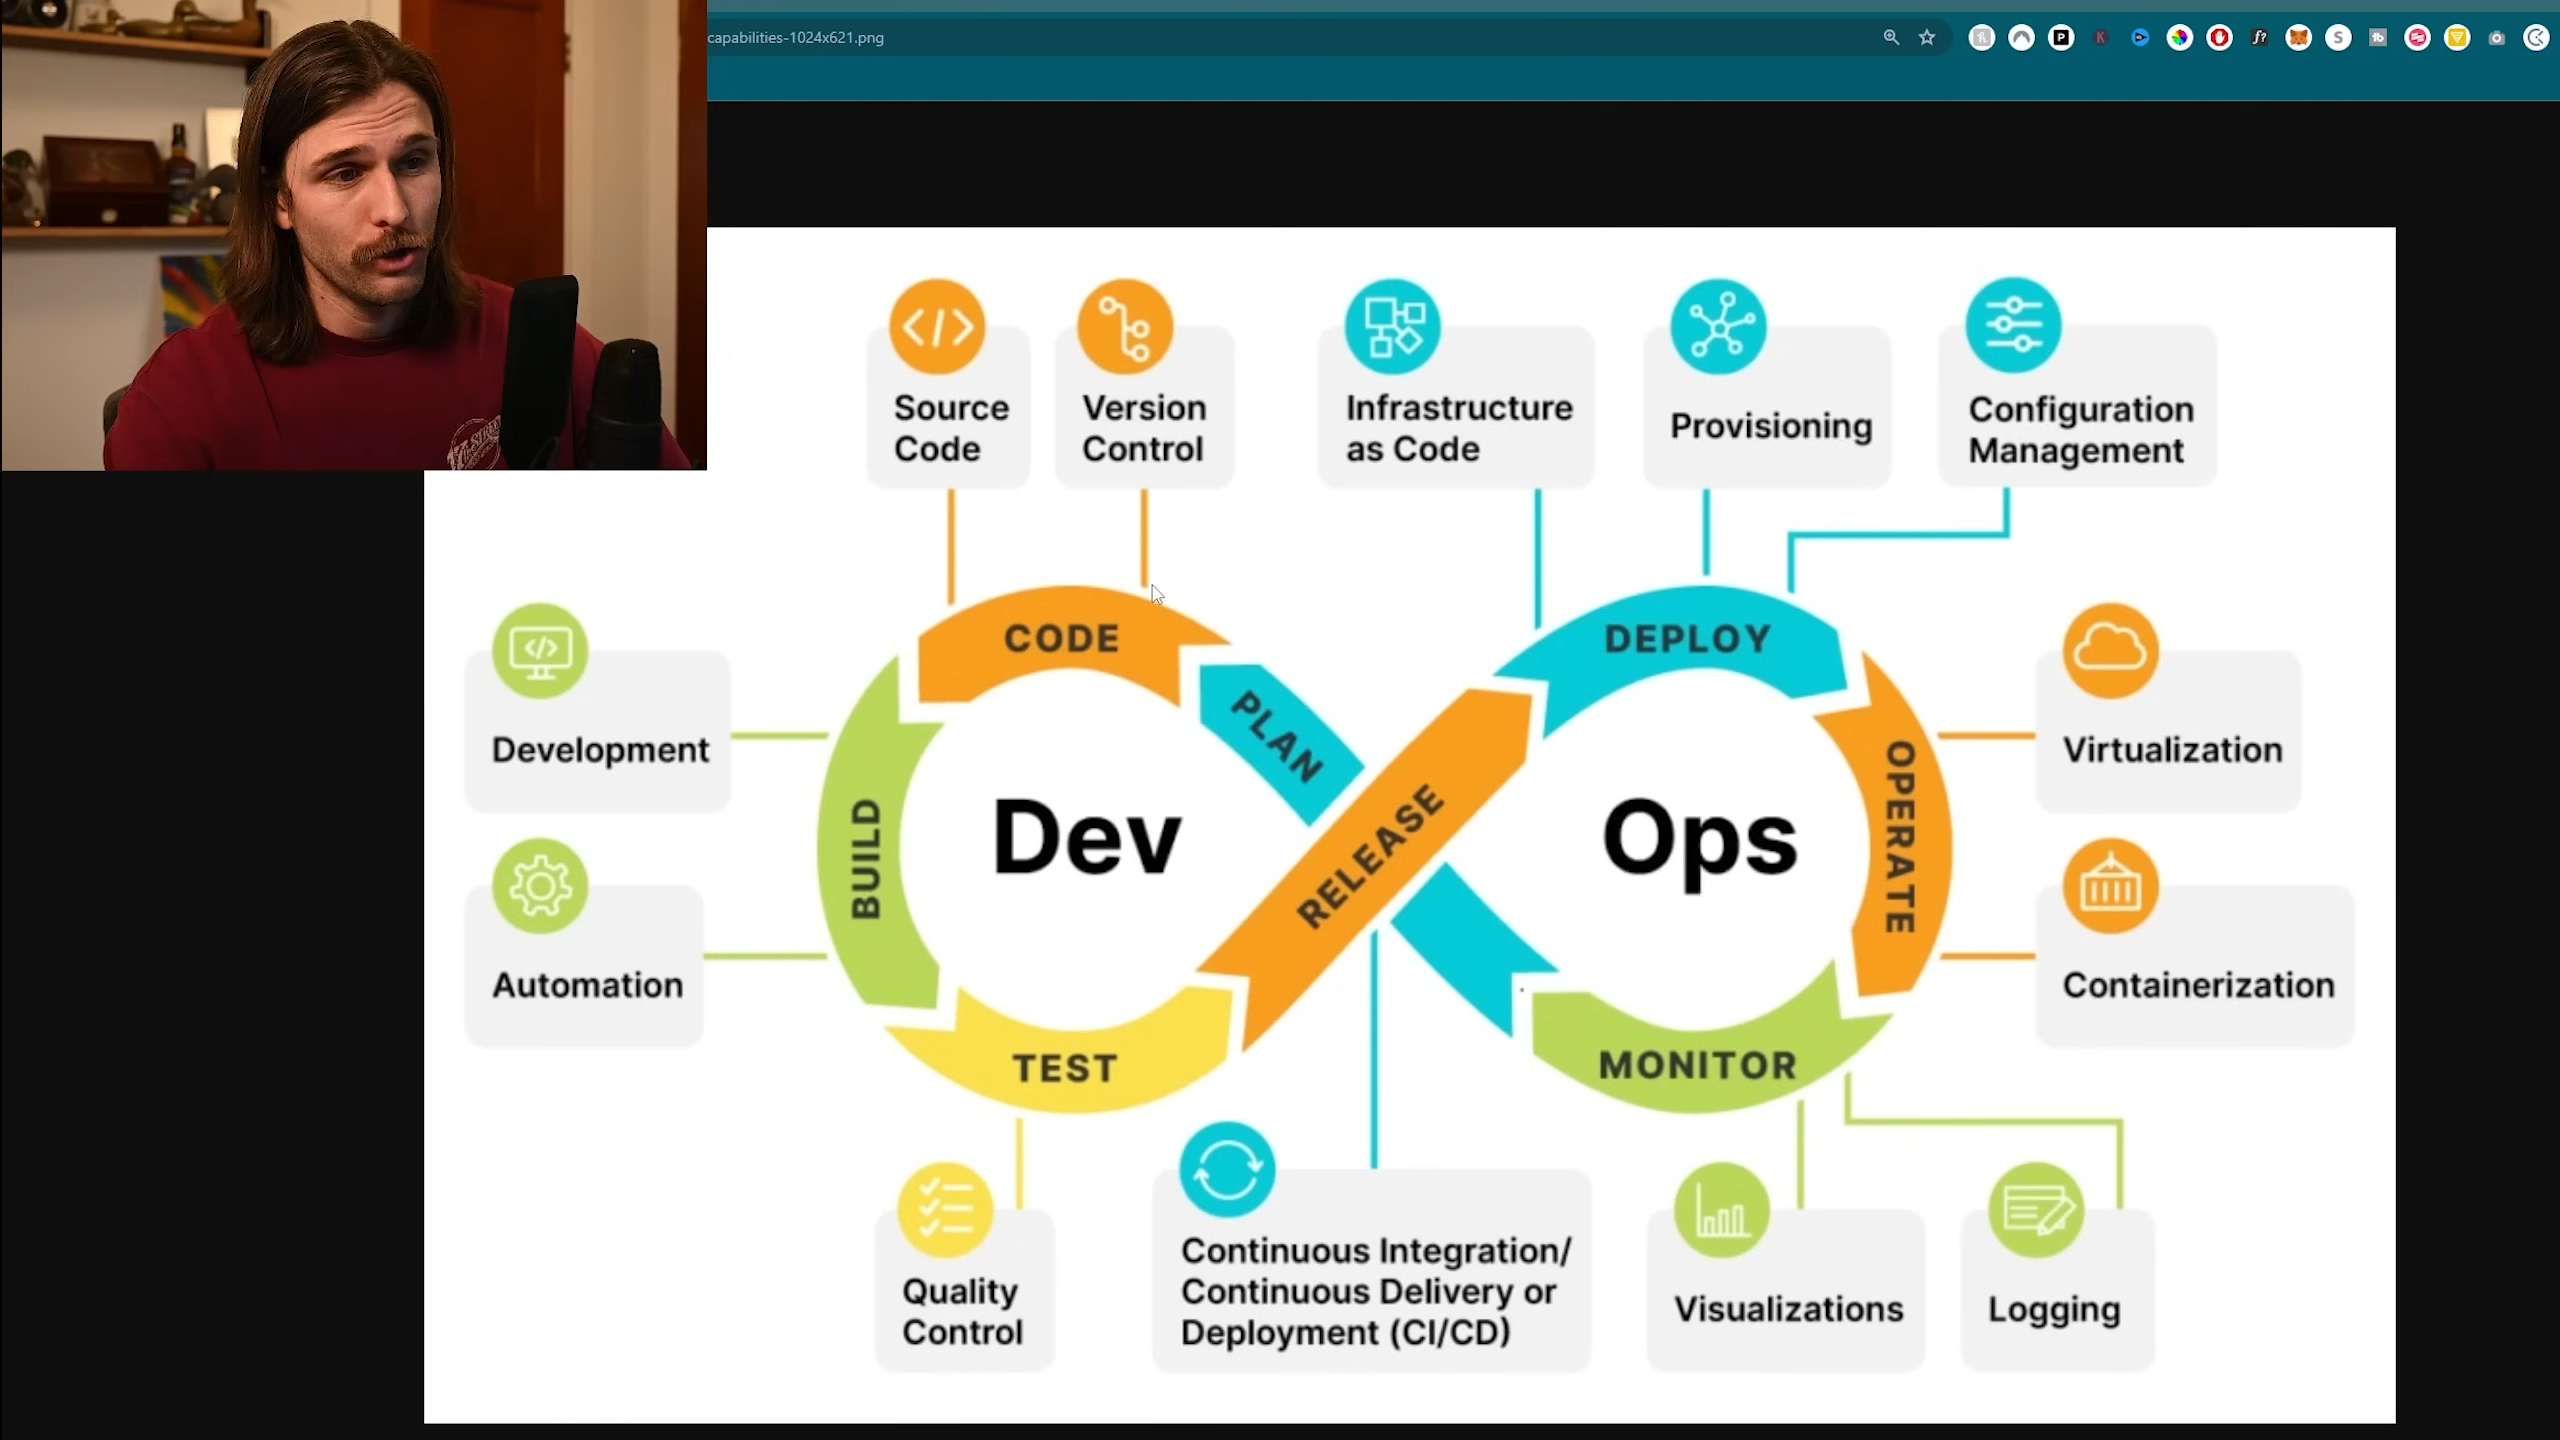 capabilities-1024x621.png
Source
Code
Version
Control
Infrastructure
as Code
Provisioning
Configuration
Management
Development
Automation
CODE
PLAN
BUILD
Dev
TEST
RELEASE
DEPLOY
Ops
OPERATE
MONITOR
Virtualization
Containerization
Quality
Control
Continuous Integration/
Continuous Delivery or
Deployment (CI/CD)
Visualizations
Logging